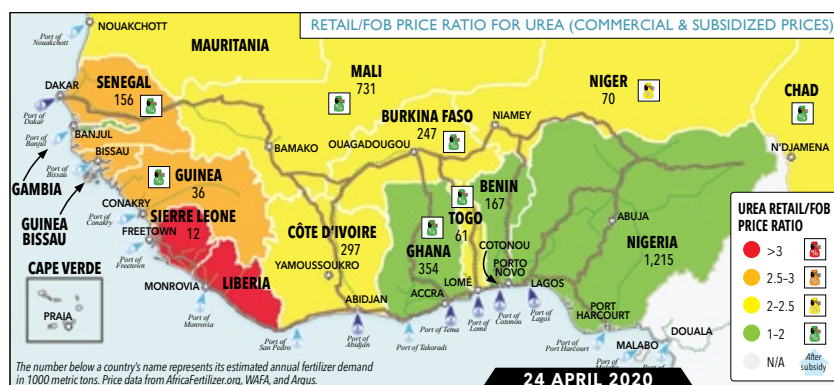 RETAIL/FOB PRICE RATIO FOR UREA (COMMERCIAL & SUBSIDIZED PRICES)
NOUAKCHOTT
Port of
Nouakchott
MAURITANIA
MALI
731
NIGER
70
CHAD
SENEGAL
156
DAKAR
Port of
Dakar
BURKINA FASO
247
NIAMEY
OUAGADOUGOU
N'DJAMENA
BANJUL
Port of
Banjul
BAMAKO
BISSAU
Port of
Bissau
GAMBIA
GUINEA
36
BENIN
167
GUINEA
BISSAU
CONAKRY
Port of
Conakry
SIERRE LEONE
12
FREETOWN
Port of
Freetown
CÔTE D'IVOIRE
297
TOGO
61
GHANA
354
ABUJA
NIGERIA
1,215
COTONOU
PORTO
NOVO
YAMOUSSOUKRO
LIBERIA
MONROVIA
Port of
Monrovia
ABIDJAN
ACCRA
LOMÉ
LAGOS
Port of
San Pedro
Port of
Abidjan
Port of
Takoradi
Port of Tema
Port of
Lomé
Port of
Cotonou
Port of
Lagos
PORT
HARCOURT
Port of
Port Harcourt
DOUALA
MALABO
Port of
CAPE VERDE
PRAIA
UREA RETAIL/FOB
PRICE RATIO
>3
2.5–3
2–2.5
1–2
N/A
After
subsidy
The number below a country's name represents its estimated annual fertilizer demand
in 1000 metric tons. Price data from AfricaFertilizer.org, WAFA, and Argus.
24 APRIL 2020